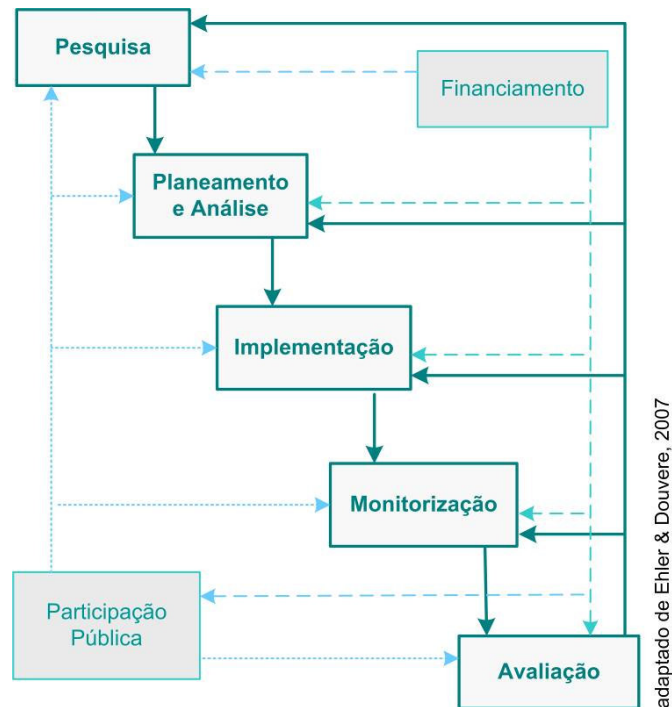 Pesquisa
Financiamento
Planeamento
e Análise
Implementação
Monitorização
Participação
Pública
Avaliação
adaptado de Ehler & Douvere, 2007